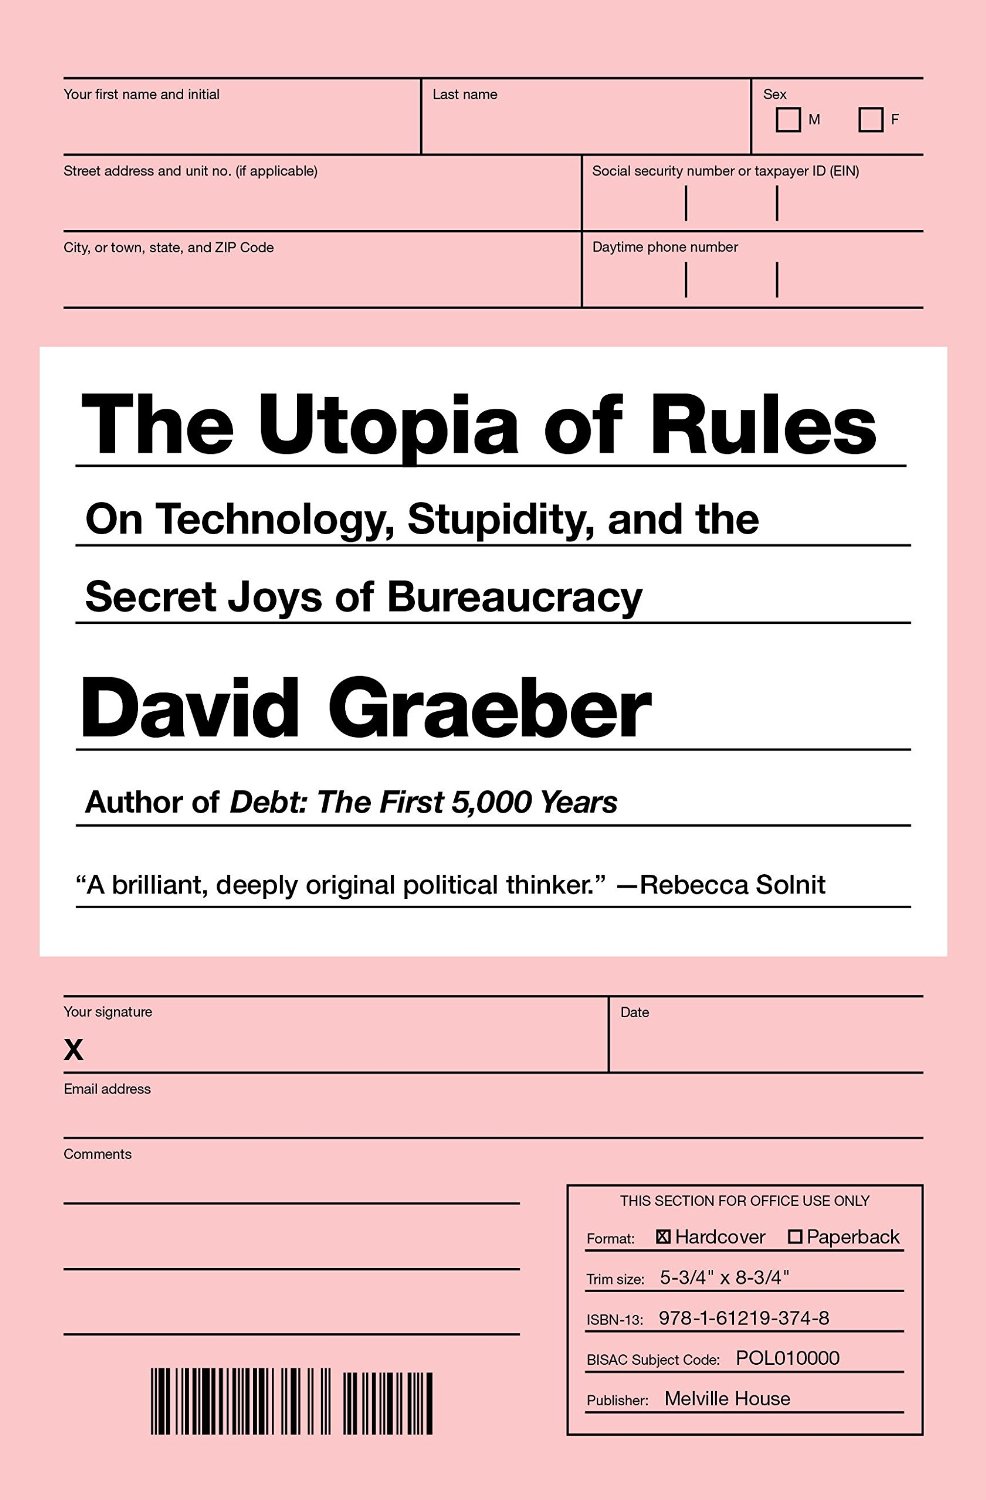 Your first name and initial
Last name
Sex
M
F
Street address and unit no. (if applicable)
Social security number or taxpayer ID (EIN)
City, or town, state, and ZIP Code
Daytime phone number
The Utopia of Rules
On Technology, Stupidity, and the
Secret Joys of Bureaucracy
David Graeber
Author of Debt: The First 5,000 Years
“A brilliant, deeply original political thinker.” —Rebecca Solnit
Your signature
Date
X
Email address
Comments
THIS SECTION FOR OFFICE USE ONLY
Format: ☒ Hardcover ☐ Paperback
Trim size: 5-3/4" x 8-3/4"
ISBN-13: 978-1-61219-374-8
BISAC Subject Code: POL010000
Publisher: Melville House